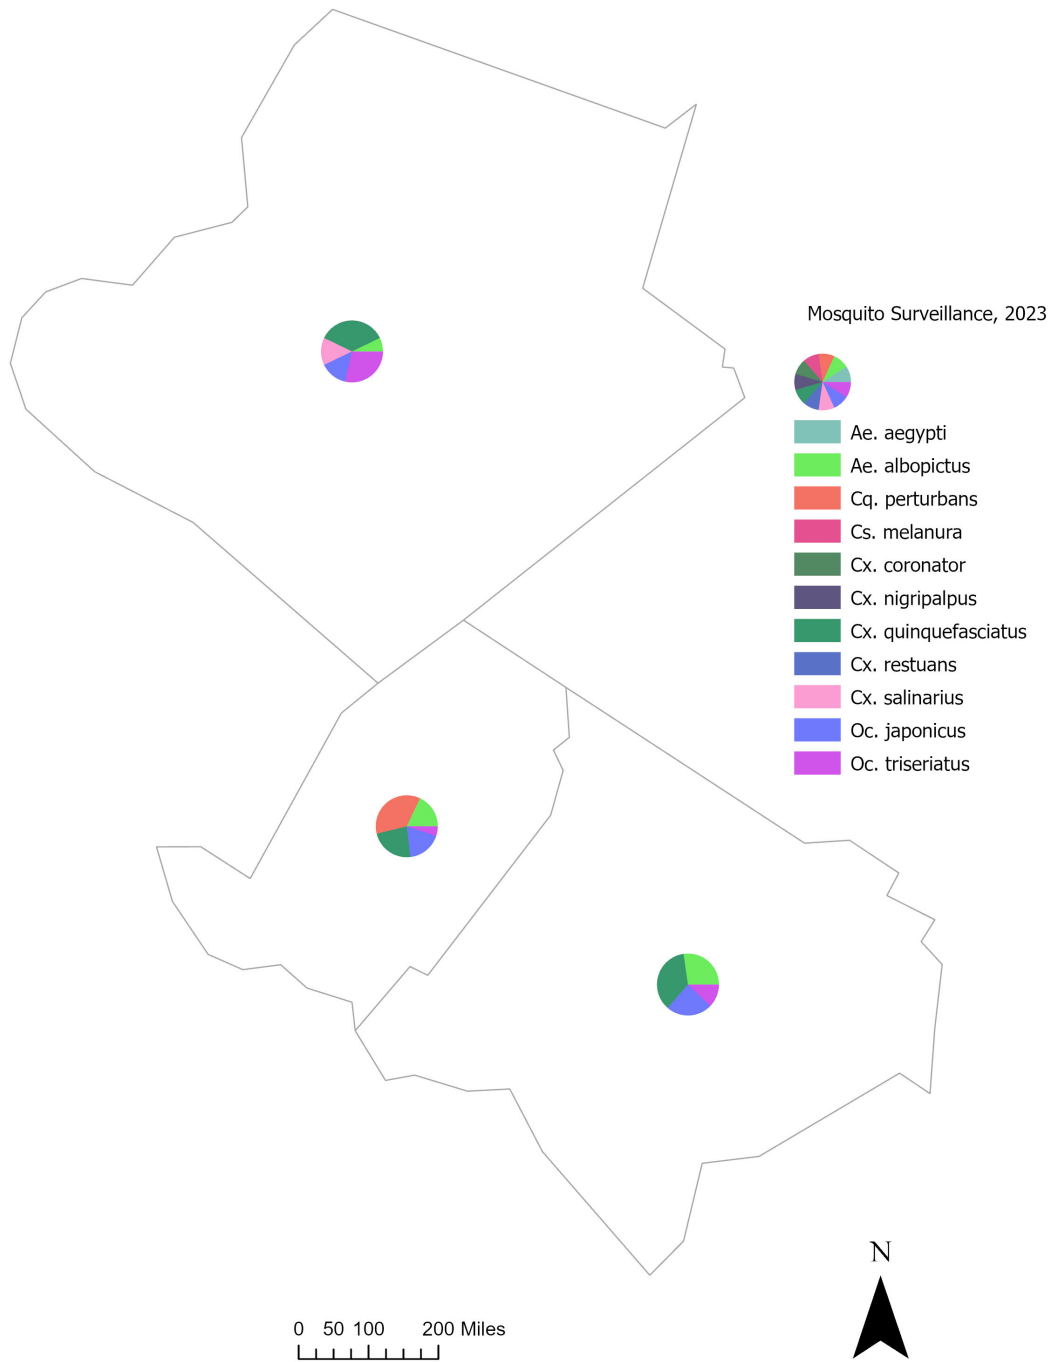 Mosquito Surveillance, 2023
Ae. aegypti
Ae. albopictus
Cq. perturbans
Cs. melanura
Cx. coronator
Cx. nigripalpus
Cx. quinquefasciatus
Cx. restuans
Cx. salinarius
Oc. japonicus
Oc. triseriatus
N
0 50 100 200 Miles